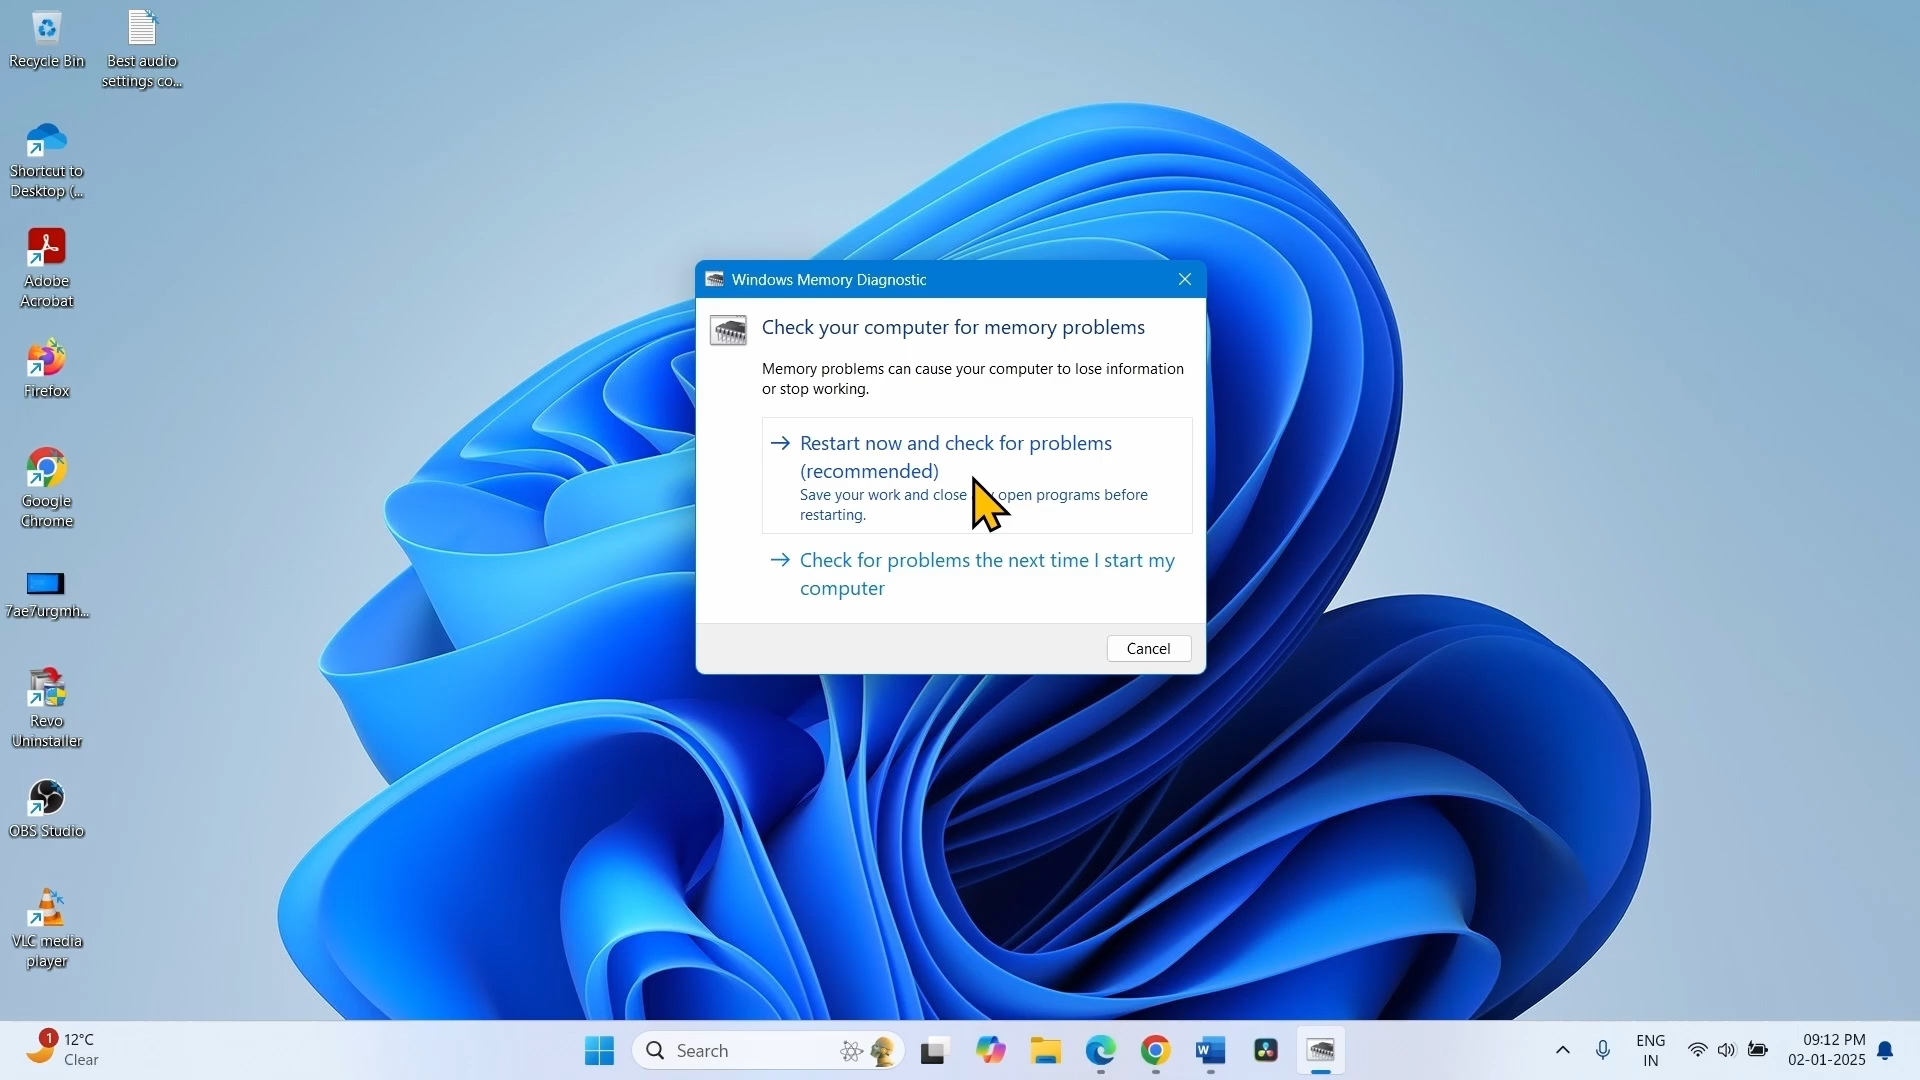 Recycle Bin
Best audio
settings co...
Shortcut to
Desktop (...
Adobe
Acrobat
Firefox
Google
Chrome
7ae7urgmh...
Revo
Uninstaller
OBS Studio
VLC media
player
Windows Memory Diagnostic
Check your computer for memory problems
Memory problems can cause your computer to lose information
or stop working.
Restart now and check for problems
(recommended)
Save your work and close open programs before
restarting.
Check for problems the next time I start my
computer
Cancel
1
12°C
Clear
Search
W
ENG
IN
09:12 PM
02-01-2025